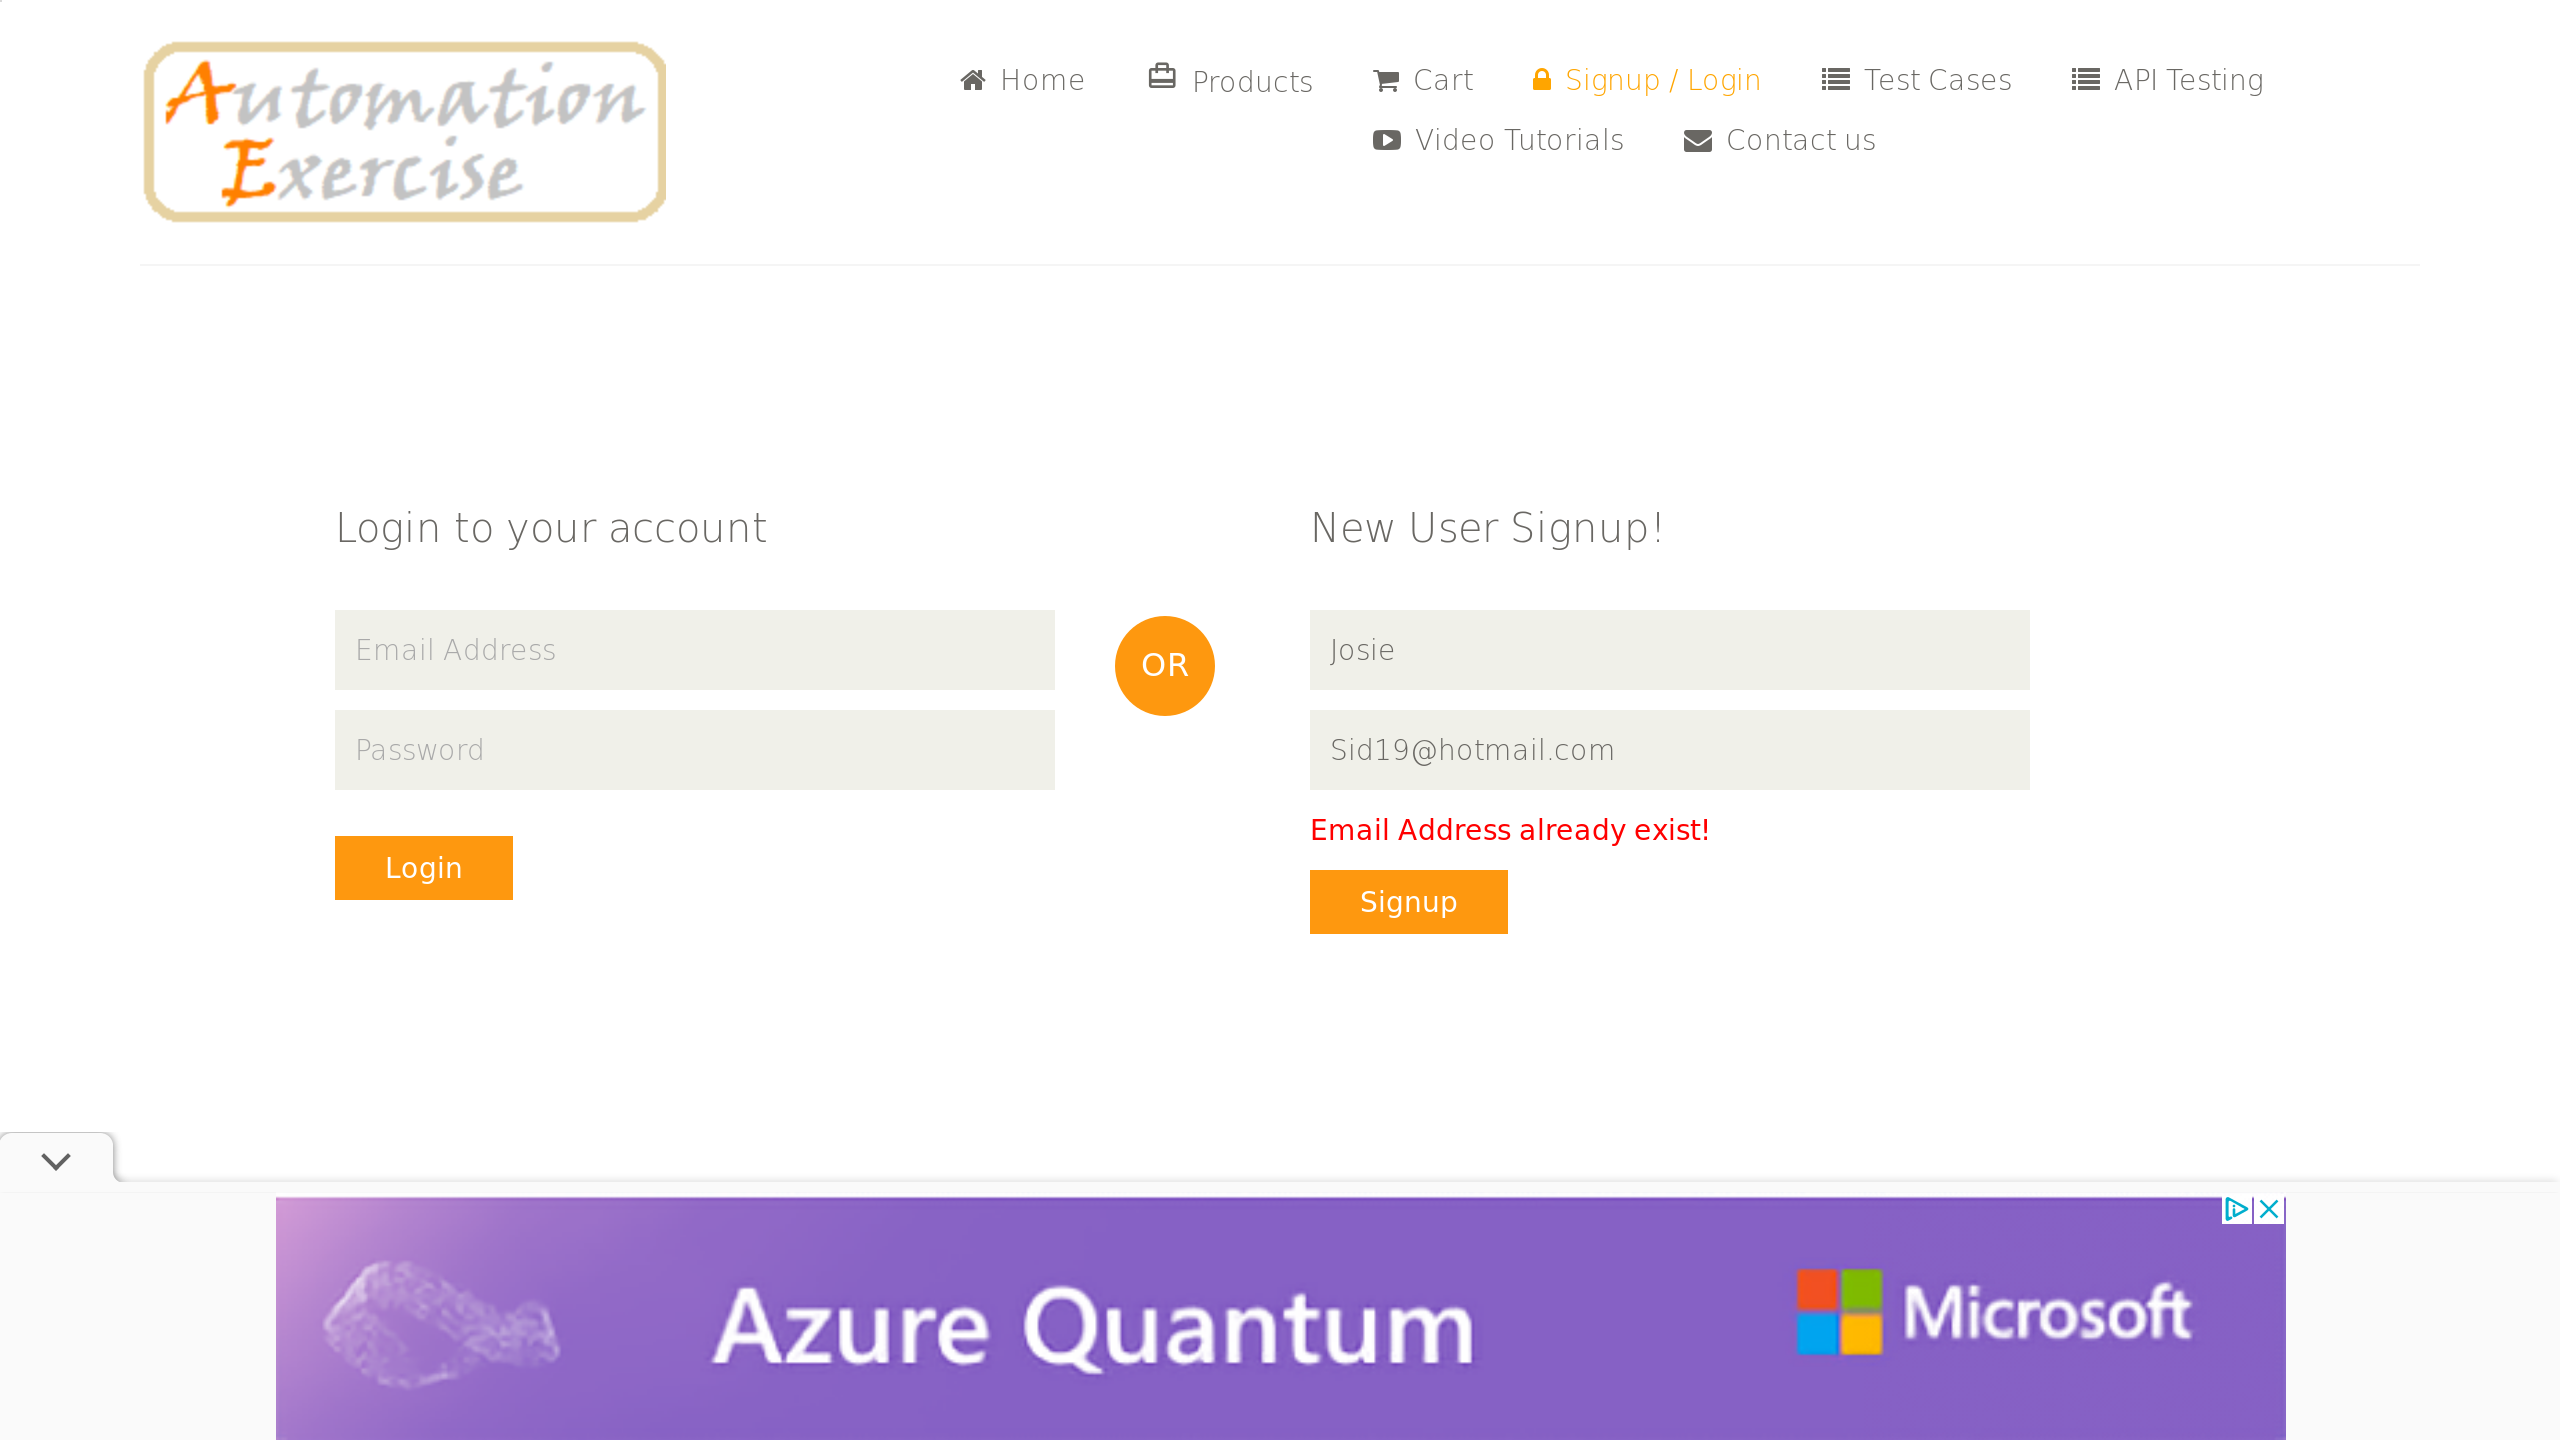 Automation
Exercise
Home
Products
Cart
Signup / Login
Test Cases
API Testing
Video Tutorials
Contact us
Login to your account
Email Address
Password
Login
OR
New User Signup!
Josie
Sid19@hotmail.com
Email Address already exist!
Signup
Azure Quantum
Microsoft